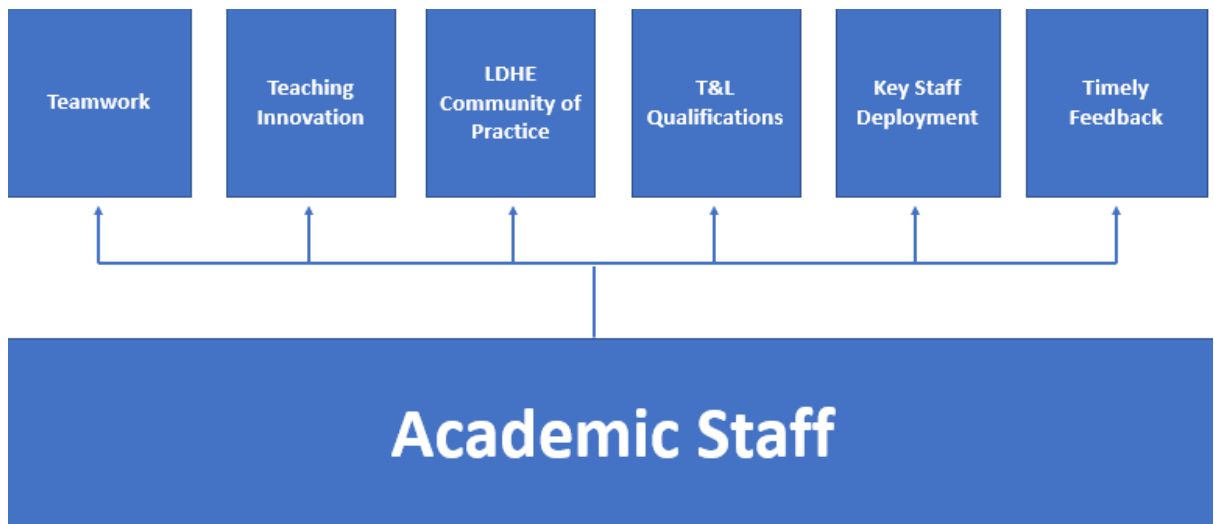 Teamwork
Teaching
Innovation
LDHE
Community of
Practice
T&L
Qualifications
Key Staff
Deployment
Timely
Feedback
Academic Staff